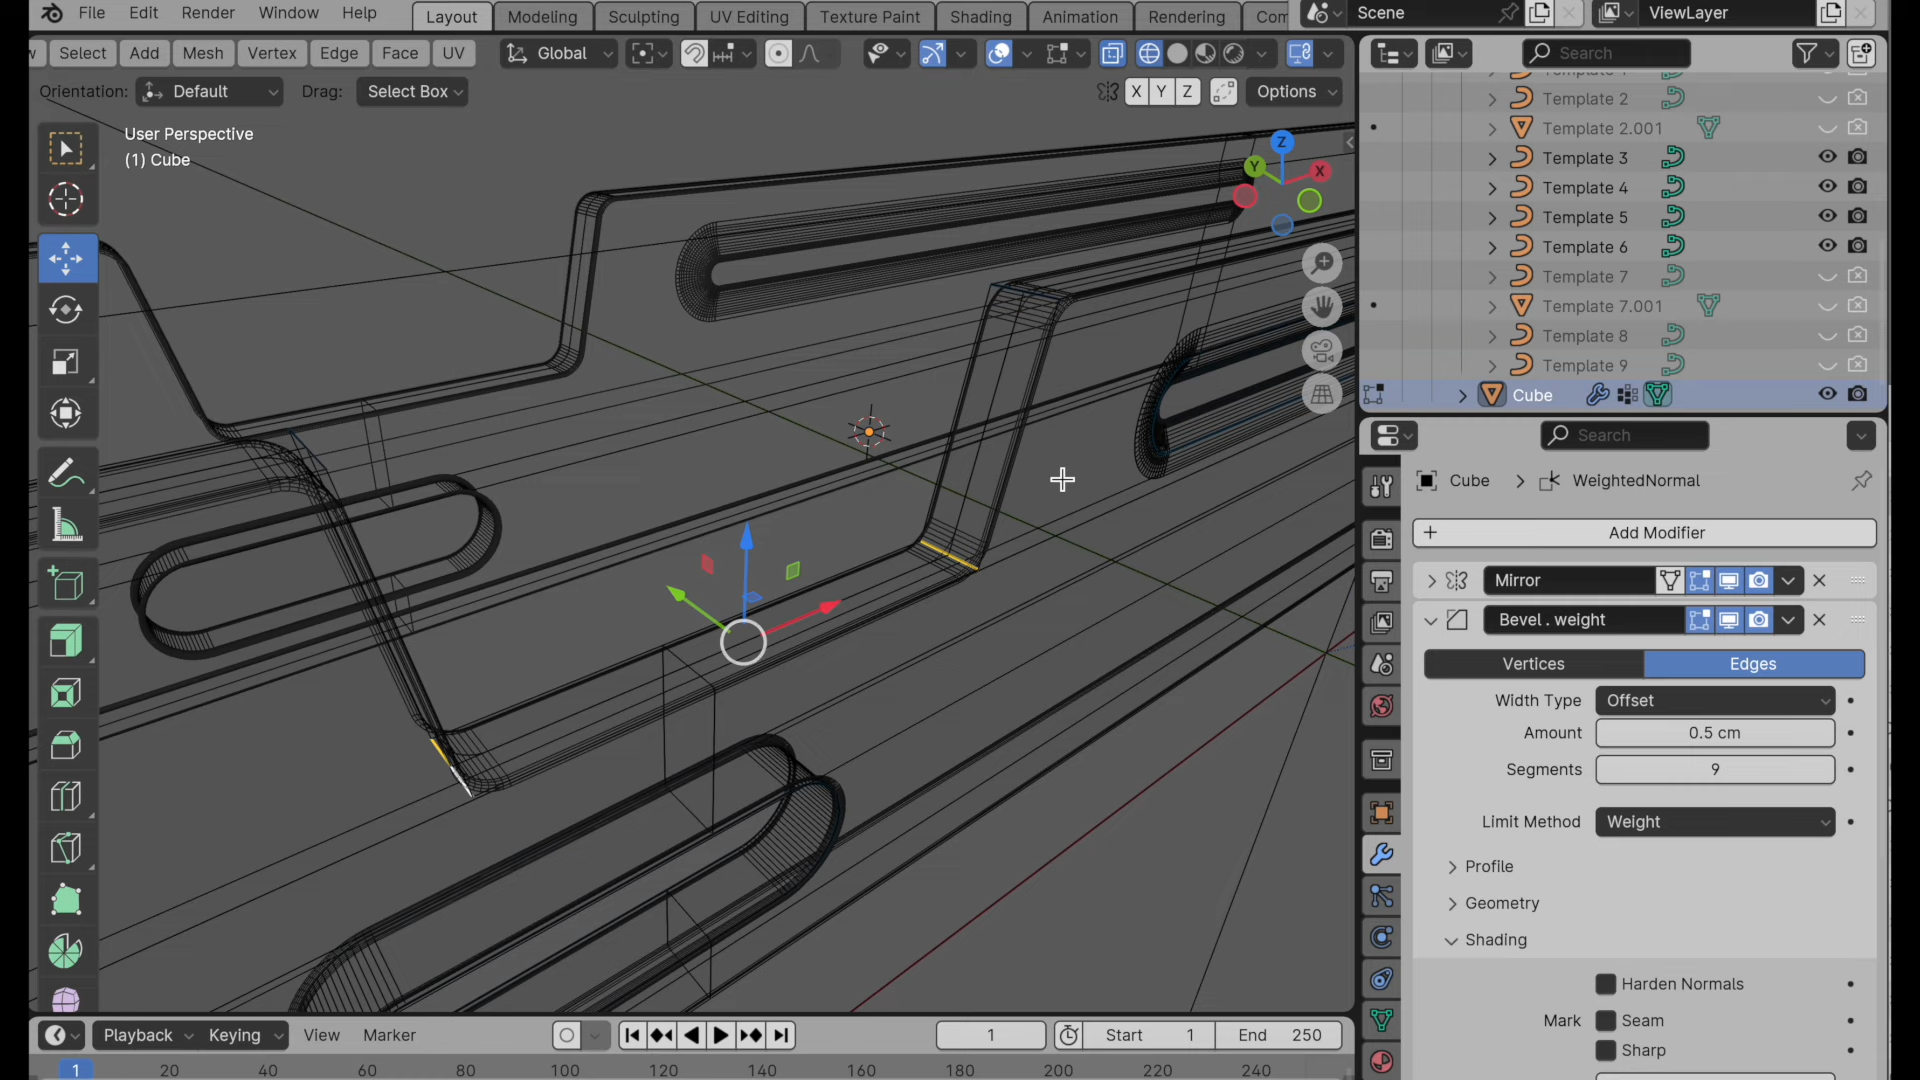 File Edit Render Window Help Layout Modeling Sculpting UV Editing Texture Paint Shading Animation Rendering Scene ViewLayer
Select Add Mesh Vertex Edge Face UV Global Search
Orientation: Default Drag: Select Box X Y Z Options
User Perspective
(1) Cube
Z
Y
X
Template 2
Template 2.001
Template 3
Template 4
Template 5
Template 6
Template 7
Template 7.001
Template 8
Template 9
Cube
Search
Cube > WeightedNormal
+ Add Modifier
Mirror
Bevel . weight
Vertices Edges
Width Type Offset
Amount 0.5 cm
Segments 9
Limit Method Weight
Profile
Geometry
Shading
Harden Normals
Mark Seam
Sharp
Playback Keying View Marker 1 Start 1 End 250
1 20 40 60 80 100 120 140 160 180 200 220 240